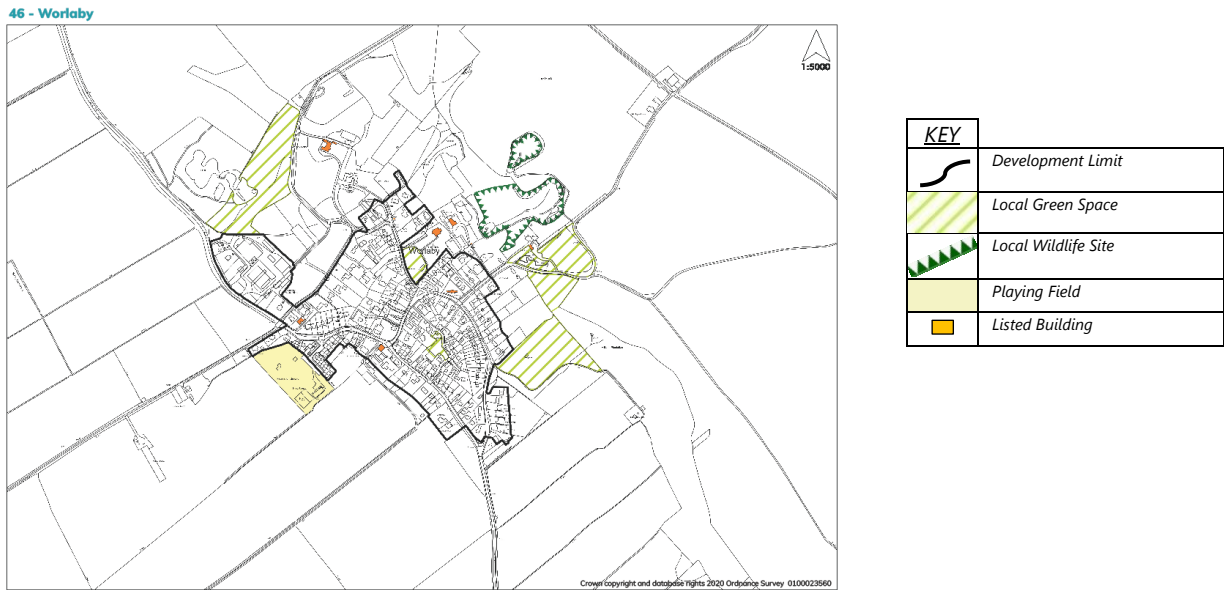 46 - Worlaby
1:5000
Worlaby
Crown copyright and database rights 2020 Ordnance Survey 0100023560
KEY
Development Limit
Local Green Space
Local Wildlife Site
Playing Field
Listed Building